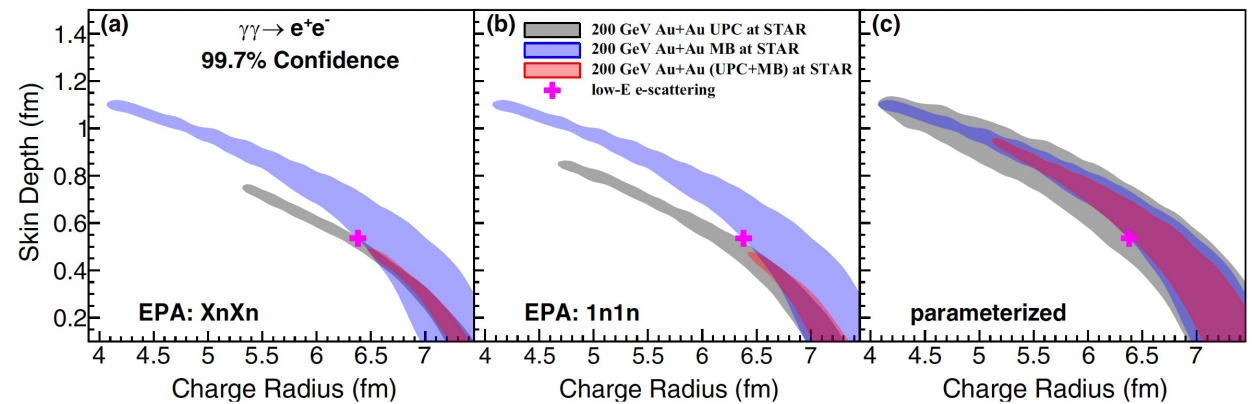 (a)
γγ→ e⁺e⁻
99.7% Confidence
EPA: XnXn
(b)
200 GeV Au+Au UPC at STAR
200 GeV Au+Au MB at STAR
200 GeV Au+Au (UPC+MB) at STAR
low-E e-scattering
EPA: 1n1n
(c)
parameterized
Skin Depth (fm)
1.4
1.2
1
0.8
0.6
0.4
0.2
4 4.5 5 5.5 6 6.5 7
4 4.5 5 5.5 6 6.5 7
4 4.5 5 5.5 6 6.5 7
Charge Radius (fm)
Charge Radius (fm)
Charge Radius (fm)